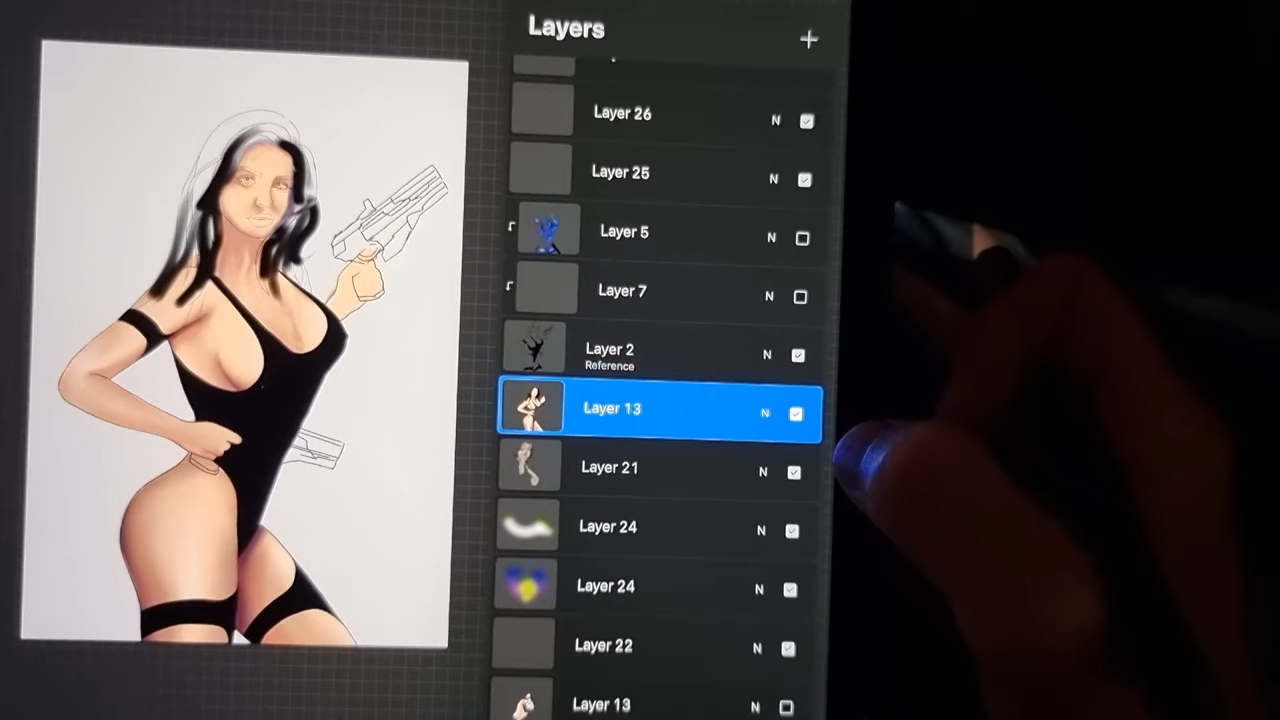 Layers
Layer 26
N
Layer 25
N
Layer 5
N
Layer 7
N
Layer 2
N
Reference
Layer 13
N
Layer 21
N
Layer 24
N
Layer 24
N
Layer 22
N
Layer 13
N